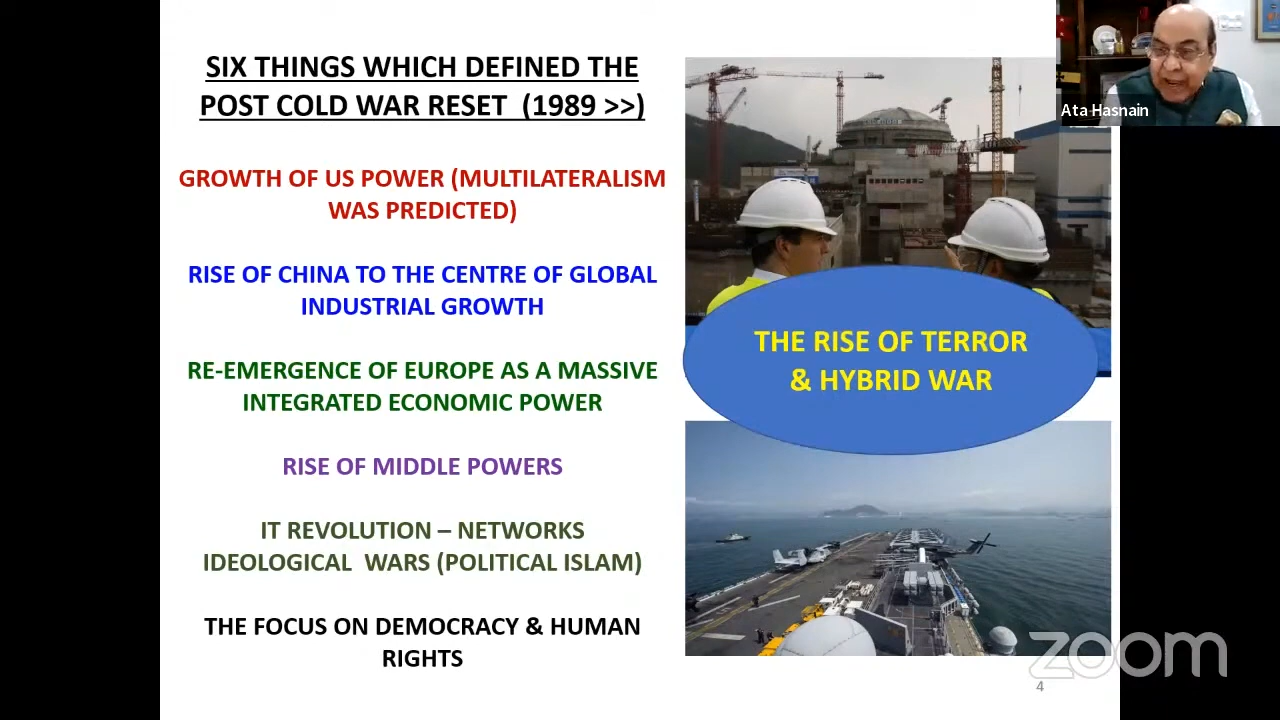 SIX THINGS WHICH DEFINED THE
POST COLD WAR RESET (1989 >>)
GROWTH OF US POWER (MULTILATERALISM
WAS PREDICTED)
RISE OF CHINA TO THE CENTRE OF GLOBAL
INDUSTRIAL GROWTH
RE-EMERGENCE OF EUROPE AS A MASSIVE
INTEGRATED ECONOMIC POWER
RISE OF MIDDLE POWERS
IT REVOLUTION – NETWORKS
IDEOLOGICAL WARS (POLITICAL ISLAM)
THE FOCUS ON DEMOCRACY & HUMAN
RIGHTS
THE RISE OF TERROR
& HYBRID WAR
Ata Hasnain
zoom
4